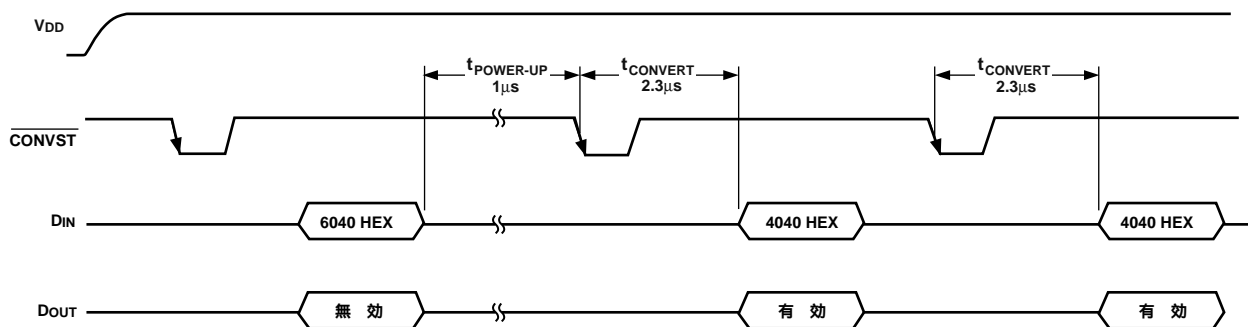 VDD
tPOWER-UP
1μs
tCONVERT
2.3μs
tCONVERT
2.3μs
CONVST
DIN
6040 HEX
4040 HEX
4040 HEX
DOUT
無 効
有 効
有 効